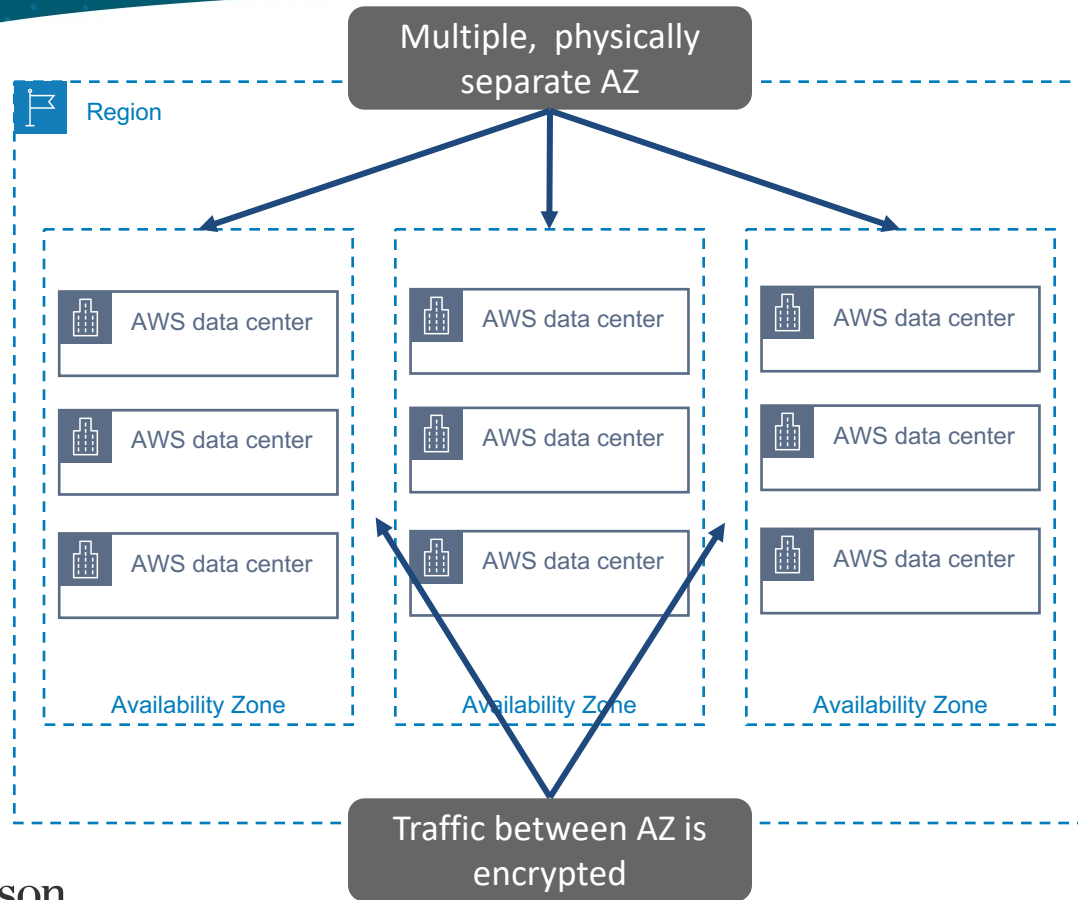 Multiple, physically
separate AZ
Region
AWS data center
AWS data center
AWS data center
Availability Zone
AWS data center
AWS data center
AWS data center
Availability Zone
AWS data center
AWS data center
AWS data center
Availability Zone
Traffic between AZ is
encrypted